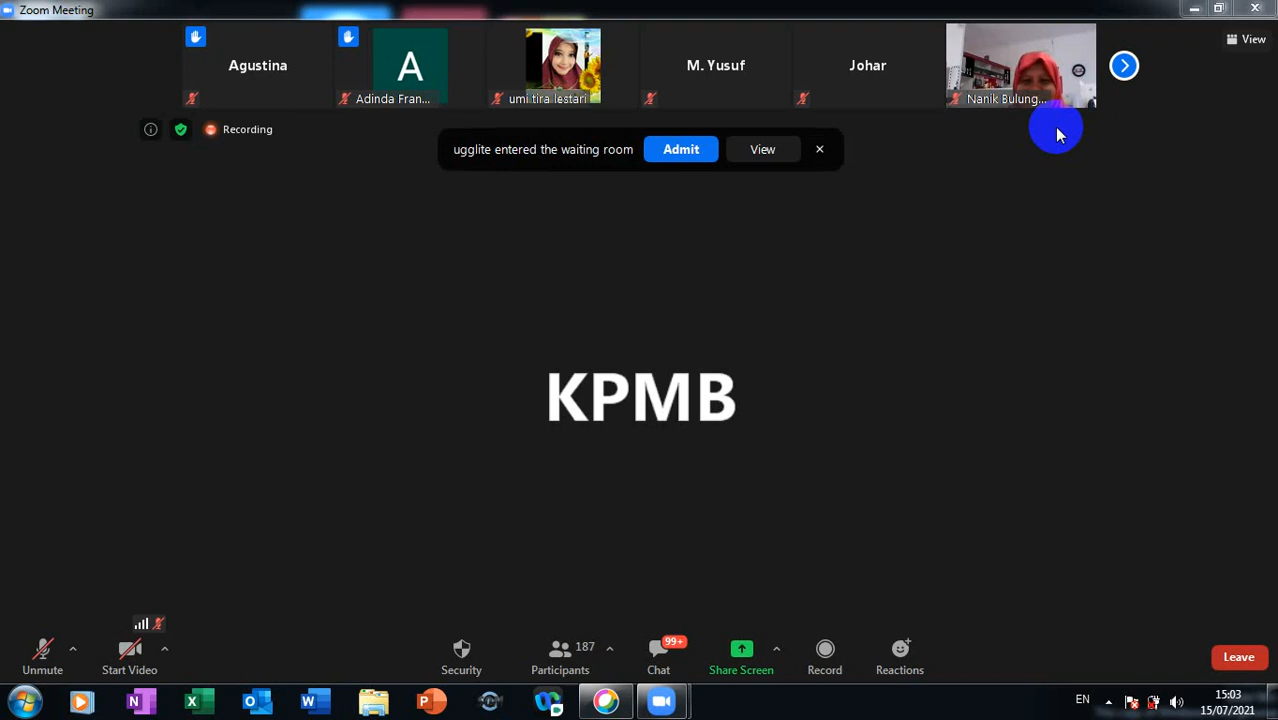 Zoom Meeting
Agustina
A
Adinda Fran...
umi tira lestari
M. Yusuf
Johar
Nanik Bulung...
View
Recording
ugglite entered the waiting room
Admit
View
KPMB
Unmute
Start Video
Security
187
Participants
99+
Chat
Share Screen
Record
Reactions
Leave
EN
15:03
15/07/2021